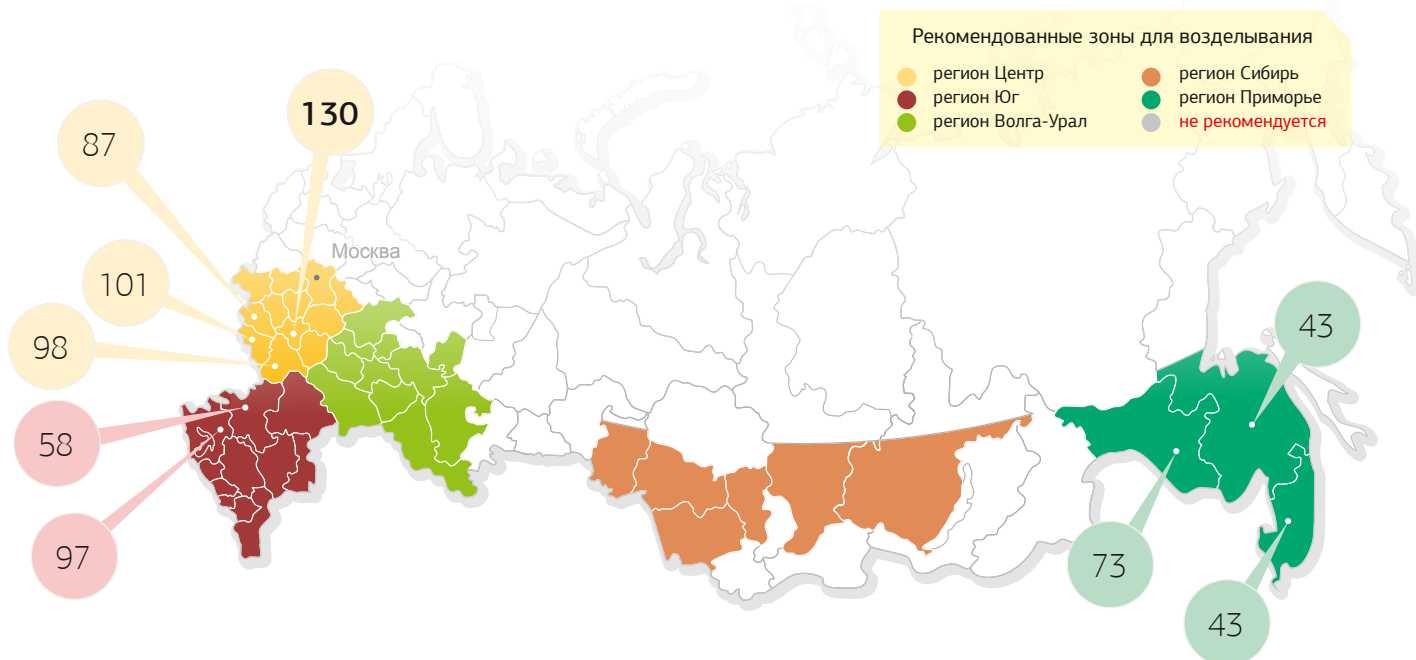 Рекомендованные зоны для возделывания
регион Центр
регион Юг
регион Волга-Урал
регион Сибирь
регион Приморье
не рекомендуется
130
87
Москва
101
98
58
97
43
73
43